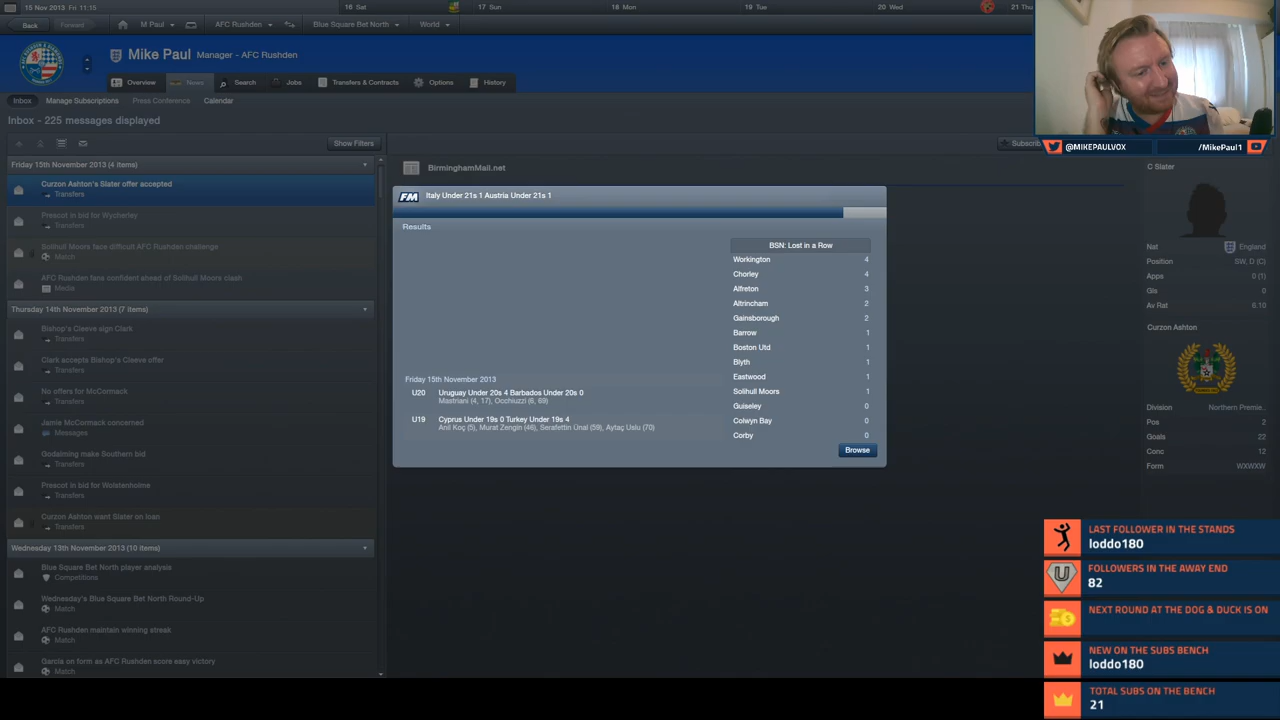 15 Nov 2013 Fri 11:15
16 Sat
17 Sun
18 Mon
19 Tue
20 Wed
21 Thu
Back
Forward
M Paul
AFC Rushden
Blue Square Bet North
World
Mike Paul Manager - AFC Rushden
Overview
News
Search
Jobs
Transfers & Contracts
Options
History
Inbox
Manage Subscriptions
Press Conference
Calendar
Inbox - 225 messages displayed
Show Filters
Friday 15th November 2013 (4 items)
Curzon Ashton's Slater offer accepted
Transfers
Prescot in bid for Wycherley
Transfers
Solihull Moors face difficult AFC Rushden challenge
Match
AFC Rushden fans confident ahead of Solihull Moors clash
Media
Thursday 14th November 2013 (7 items)
Bishop's Cleeve sign Clark
Transfers
Clark accepts Bishop's Cleeve offer
Transfers
No offers for McCormack
Transfers
Jamie McCormack concerned
Messages
Godalming make Southern bid
Transfers
Prescot in bid for Wolstenholme
Transfers
Curzon Ashton want Slater on loan
Transfers
Wednesday 13th November 2013 (10 items)
Blue Square Bet North player analysis
Competitions
Wednesday's Blue Square Bet North Round-Up
Match
AFC Rushden maintain winning streak
Match
Garcia on form as AFC Rushden score easy victory
Match
BirminghamMail.net
Subscrib
FM
Italy Under 21s 1 Austria Under 21s 1
Results
Friday 15th November 2013
U20 Uruguay Under 20s 4 Barbados Under 20s 0
Mastriani (4, 17), Occhiuzzi (6, 69)
U19 Cyprus Under 19s 0 Turkey Under 19s 4
Anil Koç (5), Murat Zengin (46), Serafettin Ünal (59), Aytaç Uslu (70)
BSN: Lost in a Row
Workington 4
Chorley 4
Alfreton 3
Altrincham 2
Gainsborough 2
Barrow 1
Boston Utd 1
Blyth 1
Eastwood 1
Solihull Moors 1
Guiseley 0
Colwyn Bay 0
Corby 0
Browse
@MIKEPAULVOX
/MikePaul1
C Slater
Nat England
Position SW, D (C)
Apps 0 (1)
Gls 0
Av Rat 6.10
Curzon Ashton
Division Northern Premie..
Pos 2
Goals 22
Conc 12
Form WXWXW
LAST FOLLOWER IN THE STANDS
loddo180
FOLLOWERS IN THE AWAY END
82
NEXT ROUND AT THE DOG & DUCK IS ON
NEW ON THE SUBS BENCH
loddo180
TOTAL SUBS ON THE BENCH
21